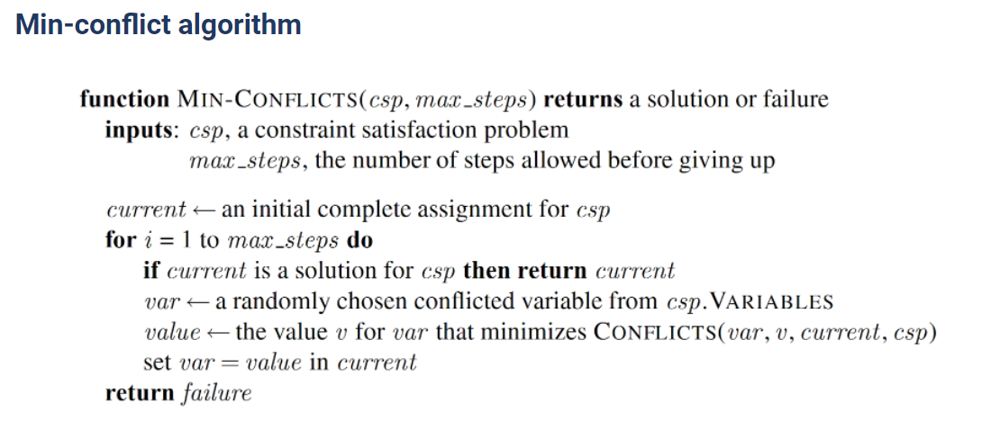 Min-conflict algorithm
function MIN-CONFLICTS(csp, max_steps) returns a solution or failure
inputs: csp, a constraint satisfaction problem
max_steps, the number of steps allowed before giving up
current ← an initial complete assignment for csp
for i = 1 to max_steps do
if current is a solution for csp then return current
var ← a randomly chosen conflicted variable from csp.VARIABLES
value ← the value v for var that minimizes CONFLICTS(var, v, current, csp)
set var = value in current
return failure